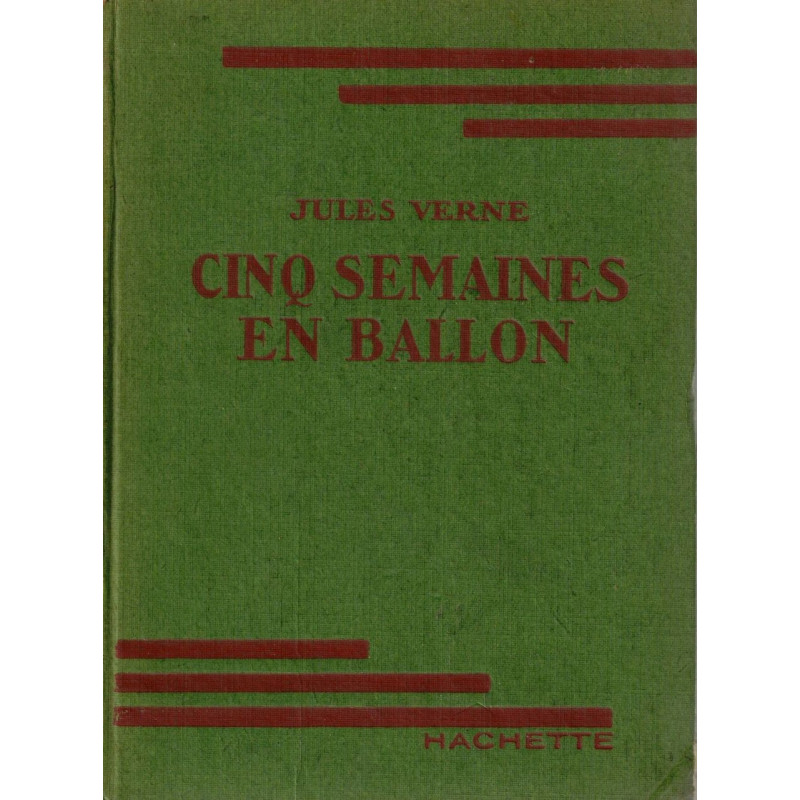 JULES VERNE
CINQ SEMAINES
EN BALLON
HACHETTE